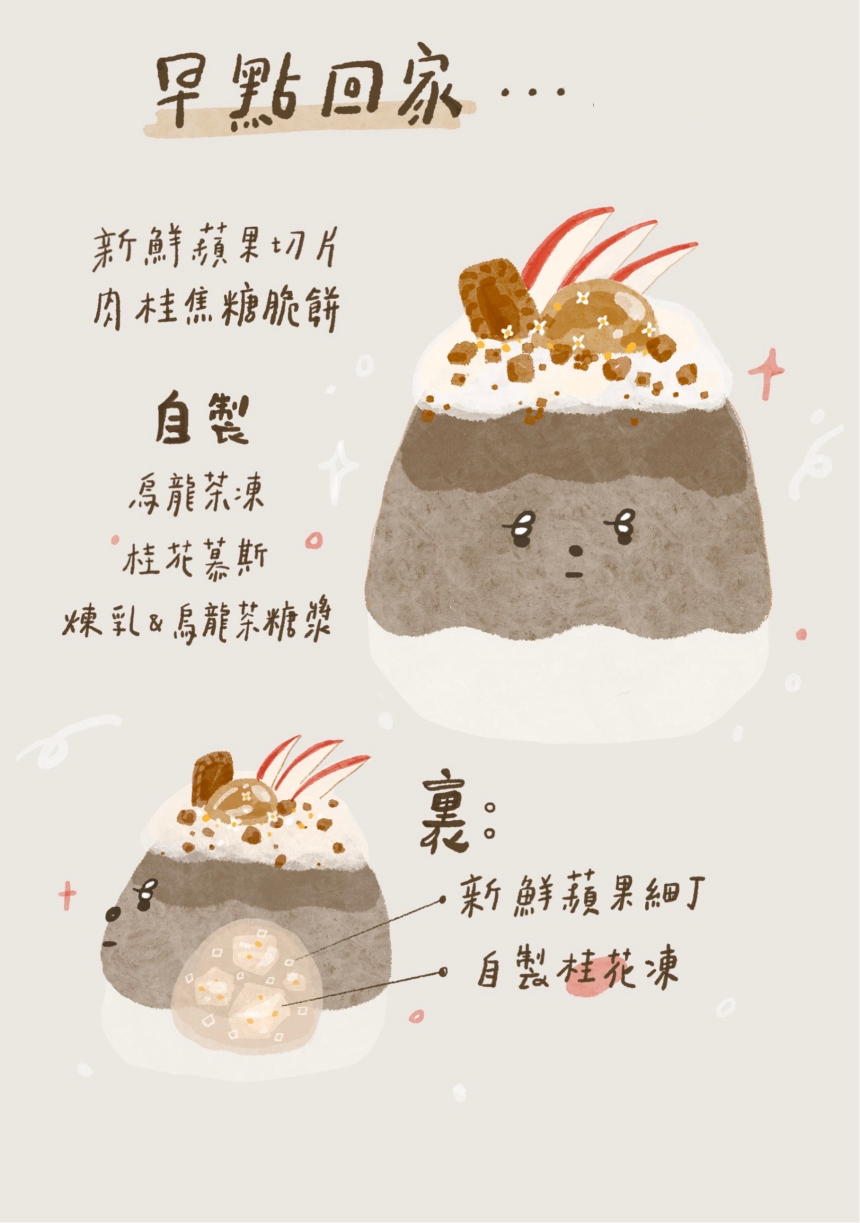 早點回家...
新鮮蘋果切片
肉桂焦糖脆餅
自製
烏龍茶凍
桂花慕斯
煉乳&烏龍茶糖漿
裏:
新鮮蘋果細丁
自製桂花凍